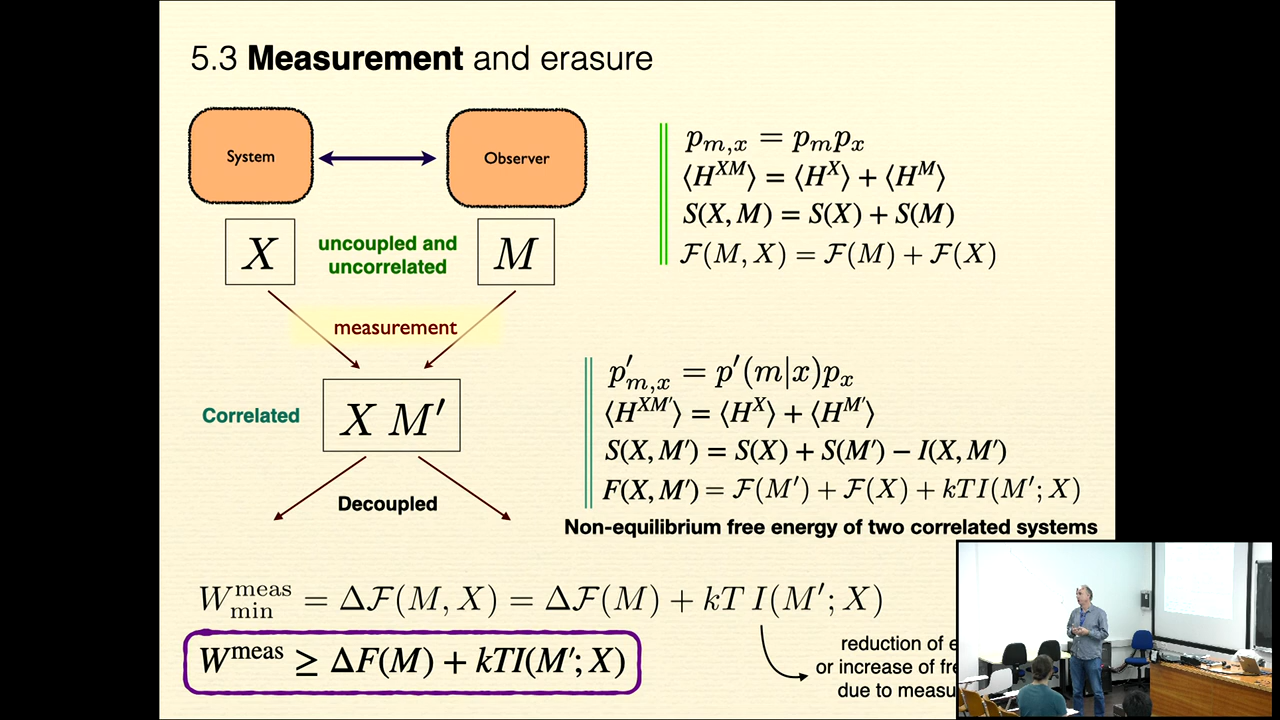 5.3 Measurement and erasure
System
Observer
X
uncoupled and
uncorrelated
M
measurement
Correlated
X M′
Decoupled
p_{m,x} = p_m p_x
⟨H^{XM}⟩ = ⟨H^X⟩ + ⟨H^M⟩
S(X, M) = S(X) + S(M)
ℱ(M, X) = ℱ(M) + ℱ(X)
p′_{m,x} = p′(m|x)p_x
⟨H^{XM′}⟩ = ⟨H^X⟩ + ⟨H^{M′}⟩
S(X, M′) = S(X) + S(M′) − I(X, M′)
F(X, M′) = ℱ(M′) + ℱ(X) + kTI(M′; X)
Non-equilibrium free energy of two correlated systems
W_{min}^{meas} = Δℱ(M, X) = Δℱ(M) + kT I(M′; X)
W^{meas} ≥ ΔF(M) + kTI(M′; X)
reduction of
or increase of
due to